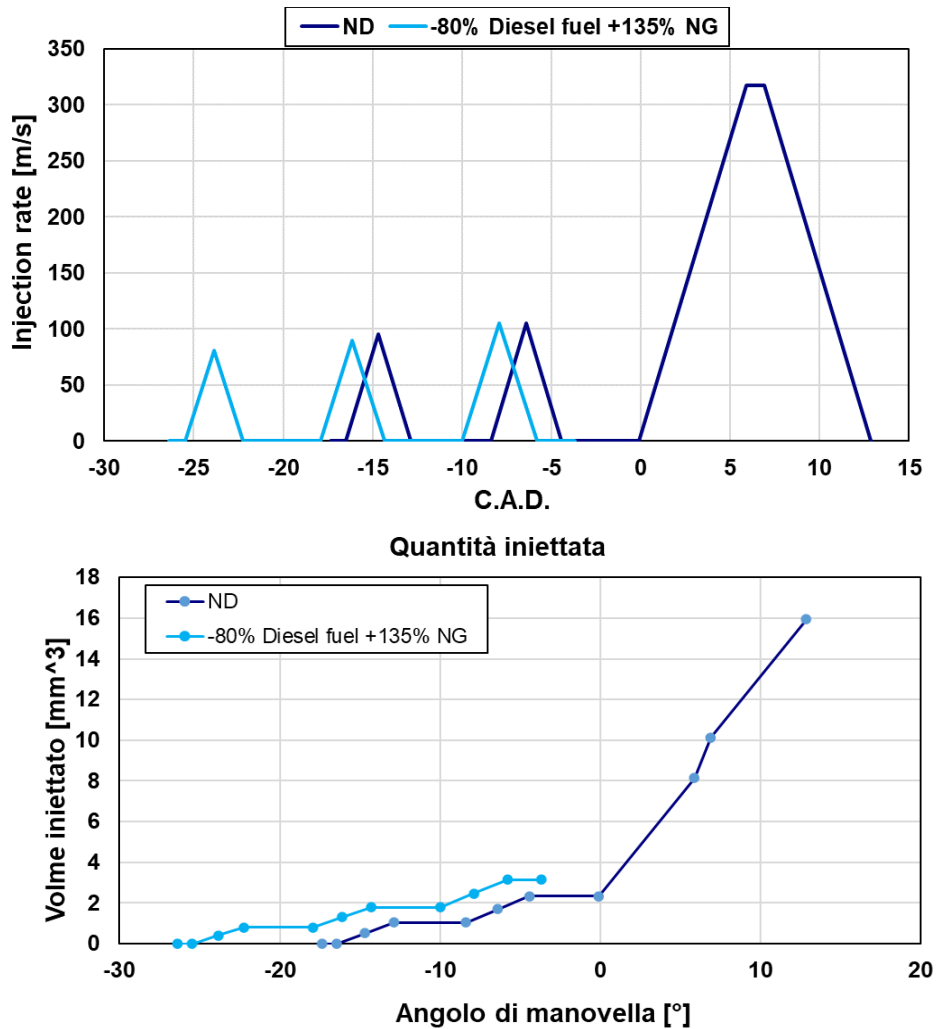 ND -80% Diesel fuel +135% NG
350
300
250
200
150
100
50
0
Injection rate [m/s]
-30 -25 -20 -15 -10 -5 0 5 10 15
C.A.D.
Quantità iniettata
18
16
14
12
10
8
6
4
2
0
Volme iniettato [mm^3]
ND
-80% Diesel fuel +135% NG
-30 -20 -10 0 10 20
Angolo di manovella [°]